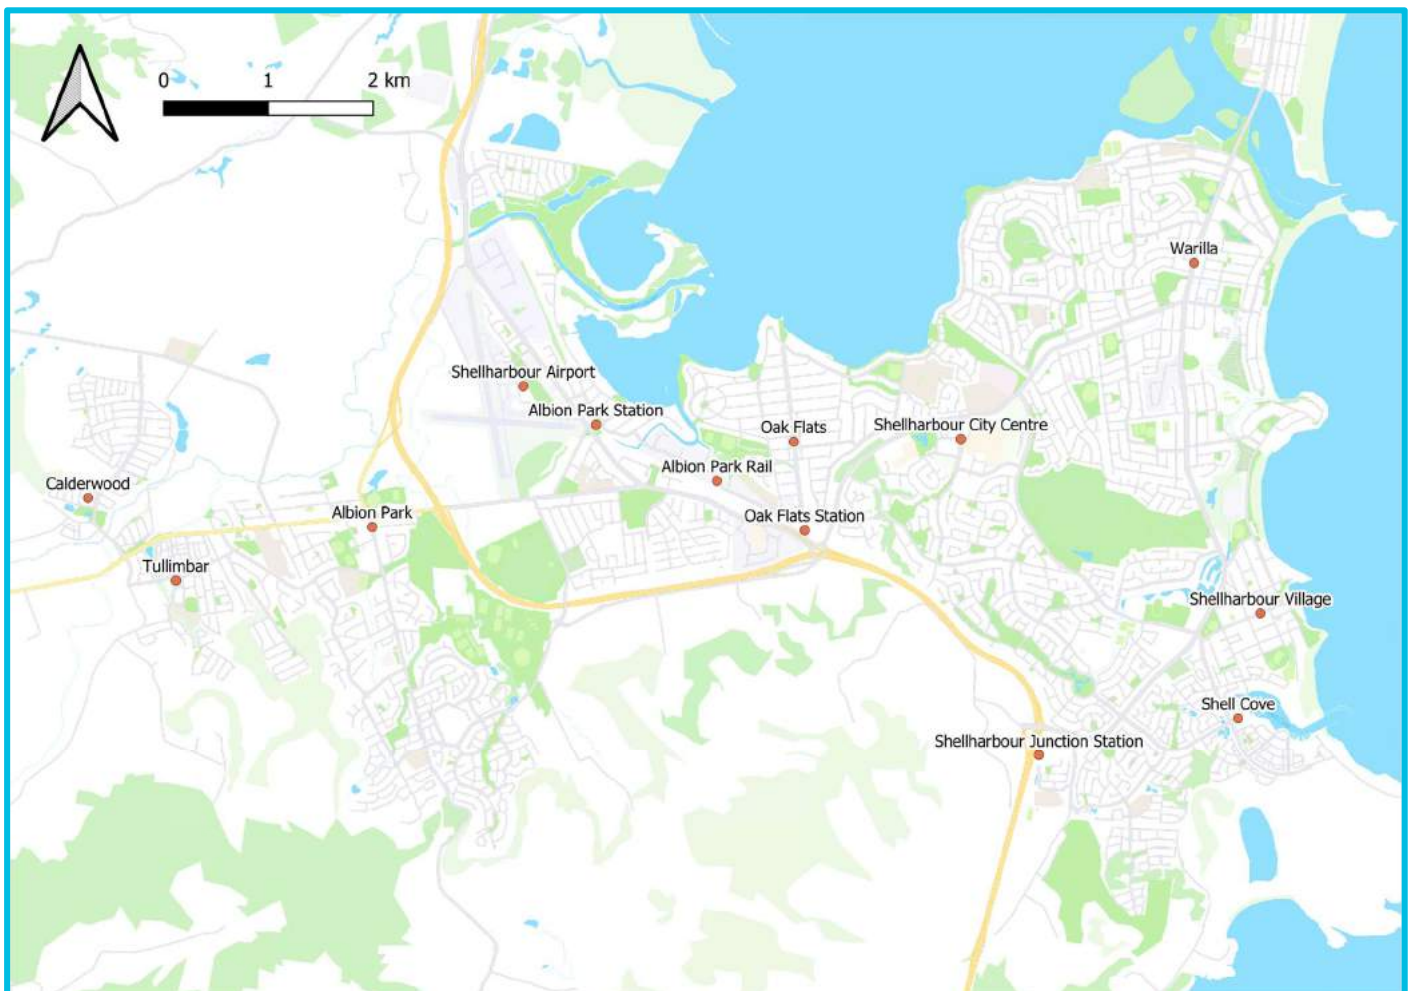 0 1 2 km
Warilla
Shellharbour Airport
Albion Park Station
Oak Flats
Shellharbour City Centre
Albion Park Rail
Calderwood
Albion Park
Oak Flats Station
Tullimbar
Shellharbour Village
Shell Cove
Shellharbour Junction Station